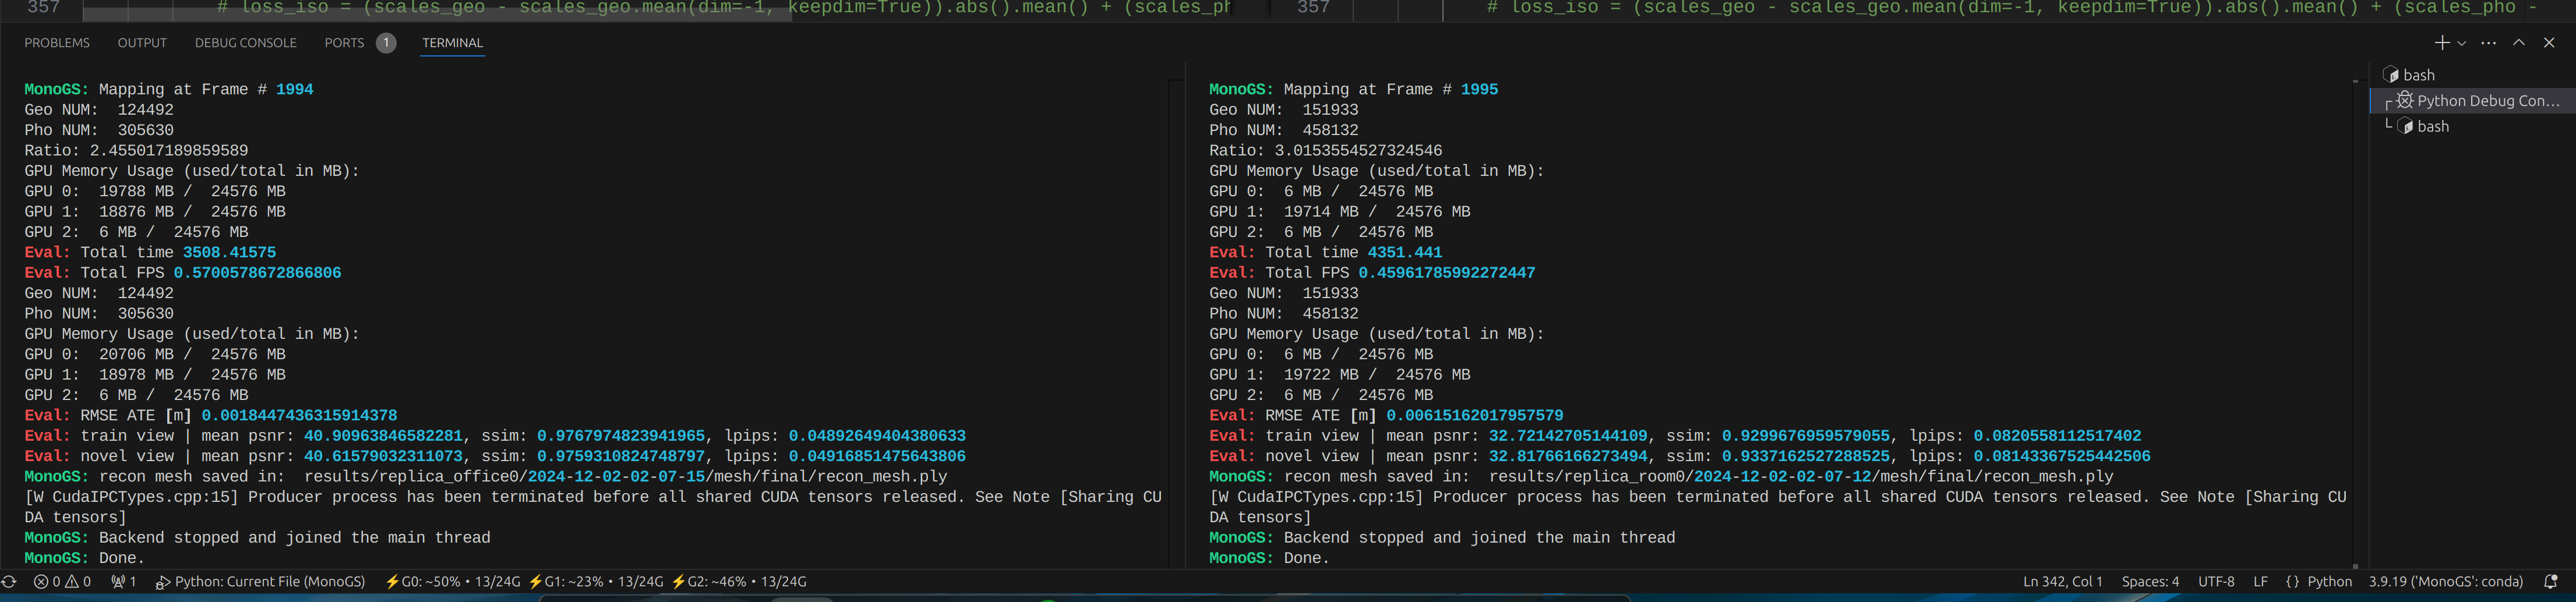 357 # loss_iso = (scales_geo - scales_geo.mean(dim=-1, keepdim=True)).abs().mean() + (scales_ph
357 # loss_iso = (scales_geo - scales_geo.mean(dim=-1, keepdim=True)).abs().mean() + (scales_pho -
PROBLEMS OUTPUT DEBUG CONSOLE PORTS 1 TERMINAL
MonoGS: Mapping at Frame # 1994
Geo NUM: 124492
Pho NUM: 305630
Ratio: 2.455017189859589
GPU Memory Usage (used/total in MB):
GPU 0: 19788 MB / 24576 MB
GPU 1: 18876 MB / 24576 MB
GPU 2: 6 MB / 24576 MB
Eval: Total time 3508.41575
Eval: Total FPS 0.5700578672866806
Geo NUM: 124492
Pho NUM: 305630
GPU Memory Usage (used/total in MB):
GPU 0: 20706 MB / 24576 MB
GPU 1: 18978 MB / 24576 MB
GPU 2: 6 MB / 24576 MB
Eval: RMSE ATE [m] 0.0018447436315914378
Eval: train view | mean psnr: 40.90963846582281, ssim: 0.9767974823941965, lpips: 0.04892649404380633
Eval: novel view | mean psnr: 40.61579032311073, ssim: 0.9759310824748797, lpips: 0.04916851475643806
MonoGS: recon mesh saved in: results/replica_office0/2024-12-02-02-07-15/mesh/final/recon_mesh.ply
[W CudaIPCTypes.cpp:15] Producer process has been terminated before all shared CUDA tensors released. See Note [Sharing CU
DA tensors]
MonoGS: Backend stopped and joined the main thread
MonoGS: Done.
MonoGS: Mapping at Frame # 1995
Geo NUM: 151933
Pho NUM: 458132
Ratio: 3.0153554527324546
GPU Memory Usage (used/total in MB):
GPU 0: 6 MB / 24576 MB
GPU 1: 19714 MB / 24576 MB
GPU 2: 6 MB / 24576 MB
Eval: Total time 4351.441
Eval: Total FPS 0.45961785992272447
Geo NUM: 151933
Pho NUM: 458132
GPU Memory Usage (used/total in MB):
GPU 0: 6 MB / 24576 MB
GPU 1: 19722 MB / 24576 MB
GPU 2: 6 MB / 24576 MB
Eval: RMSE ATE [m] 0.00615162017957579
Eval: train view | mean psnr: 32.72142705144109, ssim: 0.9299676959579055, lpips: 0.0820558112517402
Eval: novel view | mean psnr: 32.81766166273494, ssim: 0.9337162527288525, lpips: 0.08143367525442506
MonoGS: recon mesh saved in: results/replica_room0/2024-12-02-02-07-12/mesh/final/recon_mesh.ply
[W CudaIPCTypes.cpp:15] Producer process has been terminated before all shared CUDA tensors released. See Note [Sharing CU
DA tensors]
MonoGS: Backend stopped and joined the main thread
MonoGS: Done.
bash
Python Debug Con...
bash
0 0 1 Python: Current File (MonoGS) G0: ~50% • 13/24G G1: ~23% • 13/24G G2: ~46% • 13/24G Ln 342, Col 1 Spaces: 4 UTF-8 LF {} Python 3.9.19 ('MonoGS': conda)